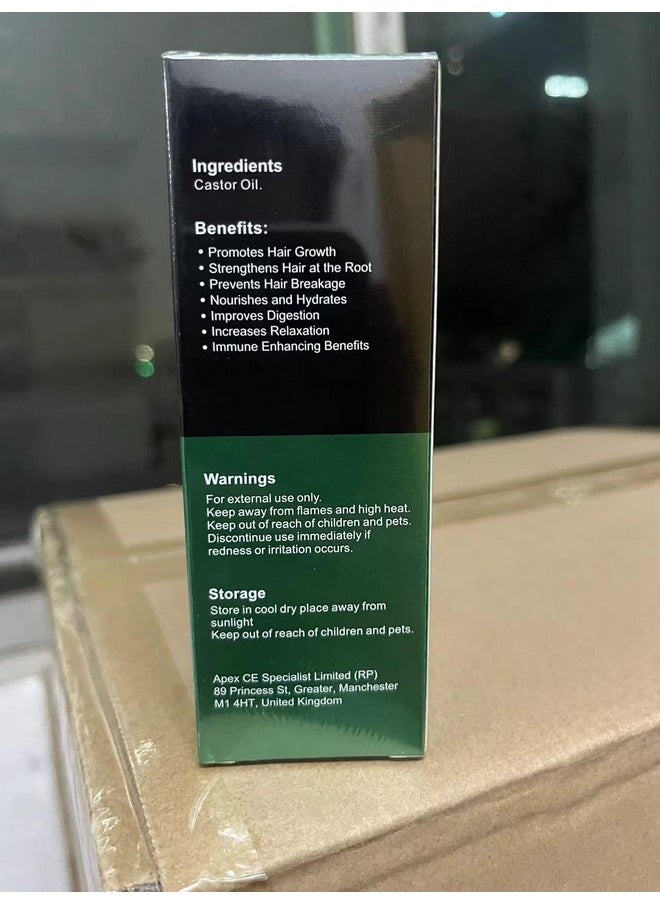 Ingredients
Castor Oil.
Benefits:
• Promotes Hair Growth
• Strengthens Hair at the Root
• Prevents Hair Breakage
• Nourishes and Hydrates
• Improves Digestion
• Increases Relaxation
• Immune Enhancing Benefits
Warnings
For external use only.
Keep away from flames and high heat.
Keep out of reach of children and pets.
Discontinue use immediately if
redness or irritation occurs.
Storage
Store in cool dry place away from
sunlight
Keep out of reach of children and pets.
Apex CE Specialist Limited (RP)
89 Princess St, Greater, Manchester
M1 4HT, United Kingdom